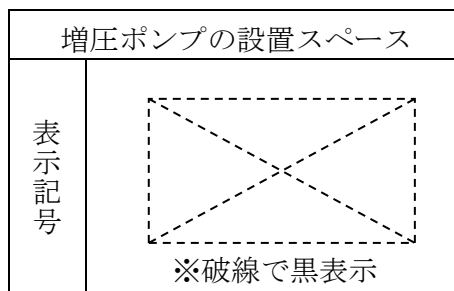 増圧ポンプの設置スペース
表示記号
※破線で黒表示